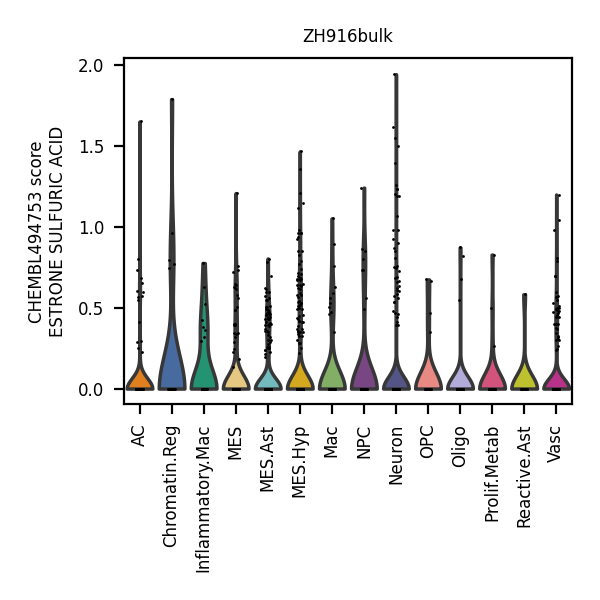 ZH916bulk
CHEMBL494753 score
ESTRONE SULFURIC ACID
2.0
1.5
1.0
0.5
0.0
AC
Chromatin.Reg
Inflammatory.Mac
MES
MES.Ast
MES.Hyp
Mac
NPC
Neuron
OPC
Oligo
Prolif.Metab
Reactive.Ast
Vasc